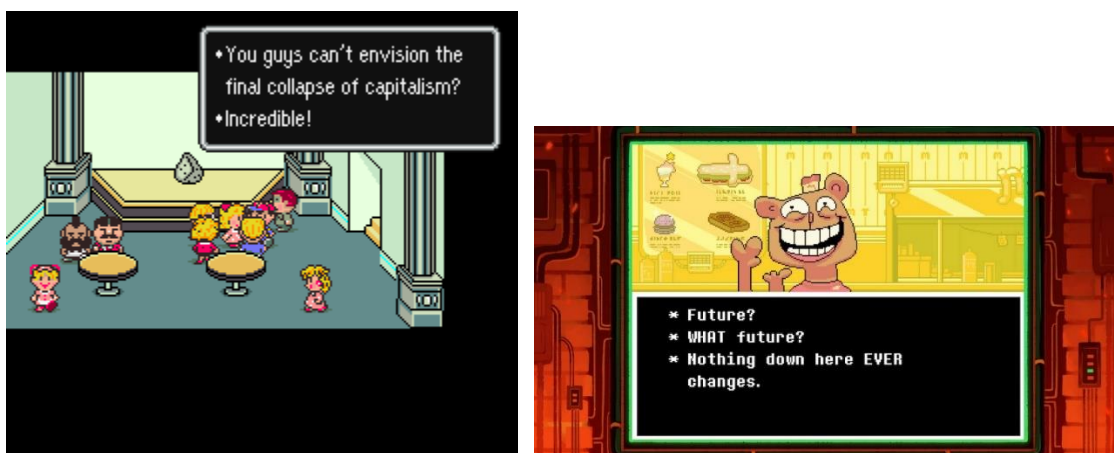 •You guys can't envision the
final collapse of capitalism?
•Incredible!
* Future?
* WHAT future?
* Nothing down here EVER
changes.